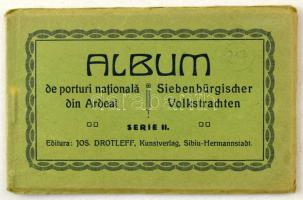 ALBUM
de porturi naţională Siebenbürgischer
din Ardeal Volkstrachten
SERIE II.
Editura: JOS. DROTLEFF, Kunstverlag, Sibiu-Hermannstadt.